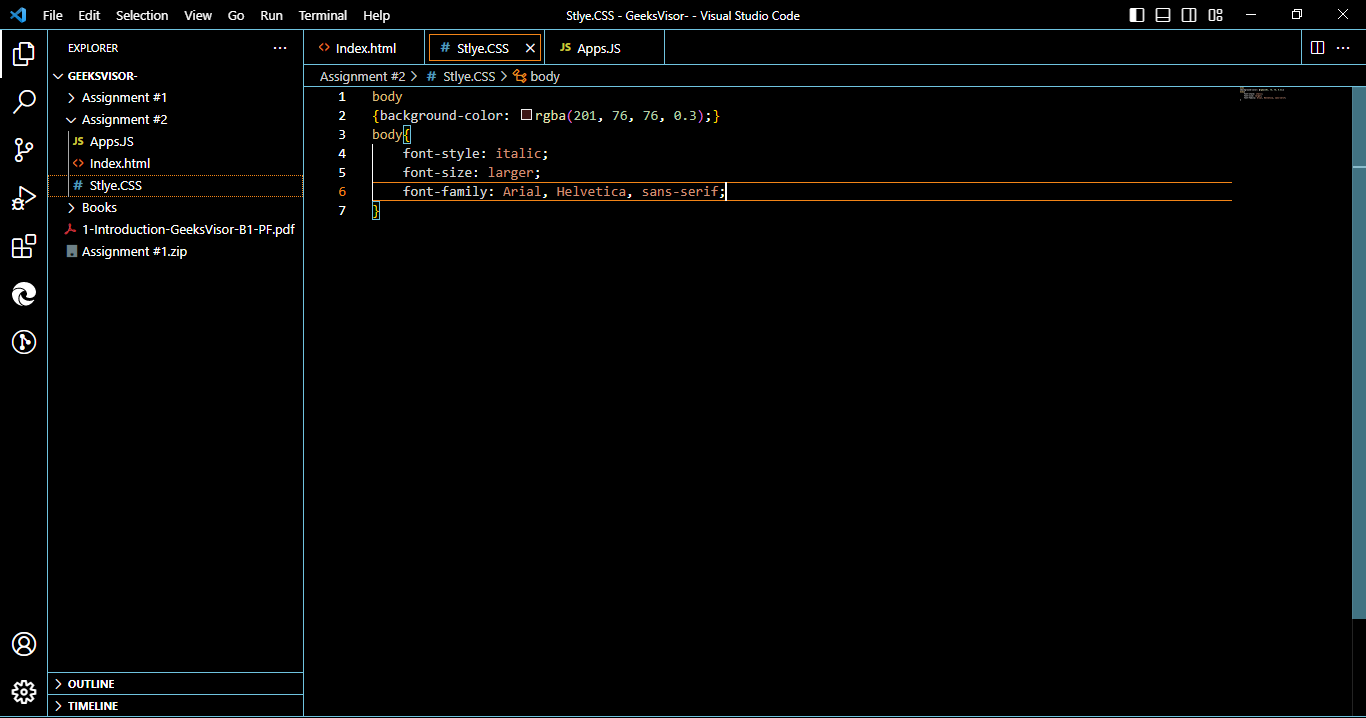 File Edit Selection View Go Run Terminal Help Stlye.CSS - GeeksVisor- - Visual Studio Code
EXPLORER
GEEKSVISOR-
Assignment #1
Assignment #2
JS Apps.JS
<> Index.html
# Stlye.CSS
Books
1-Introduction-GeeksVisor-B1-PF.pdf
Assignment #1.zip
OUTLINE
TIMELINE
<> Index.html # Stlye.CSS JS Apps.JS
Assignment #2 > # Stlye.CSS > body
1 body
2 {background-color: rgba(201, 76, 76, 0.3);}
3 body{
4 font-style: italic;
5 font-size: larger;
6 font-family: Arial, Helvetica, sans-serif;
7 }